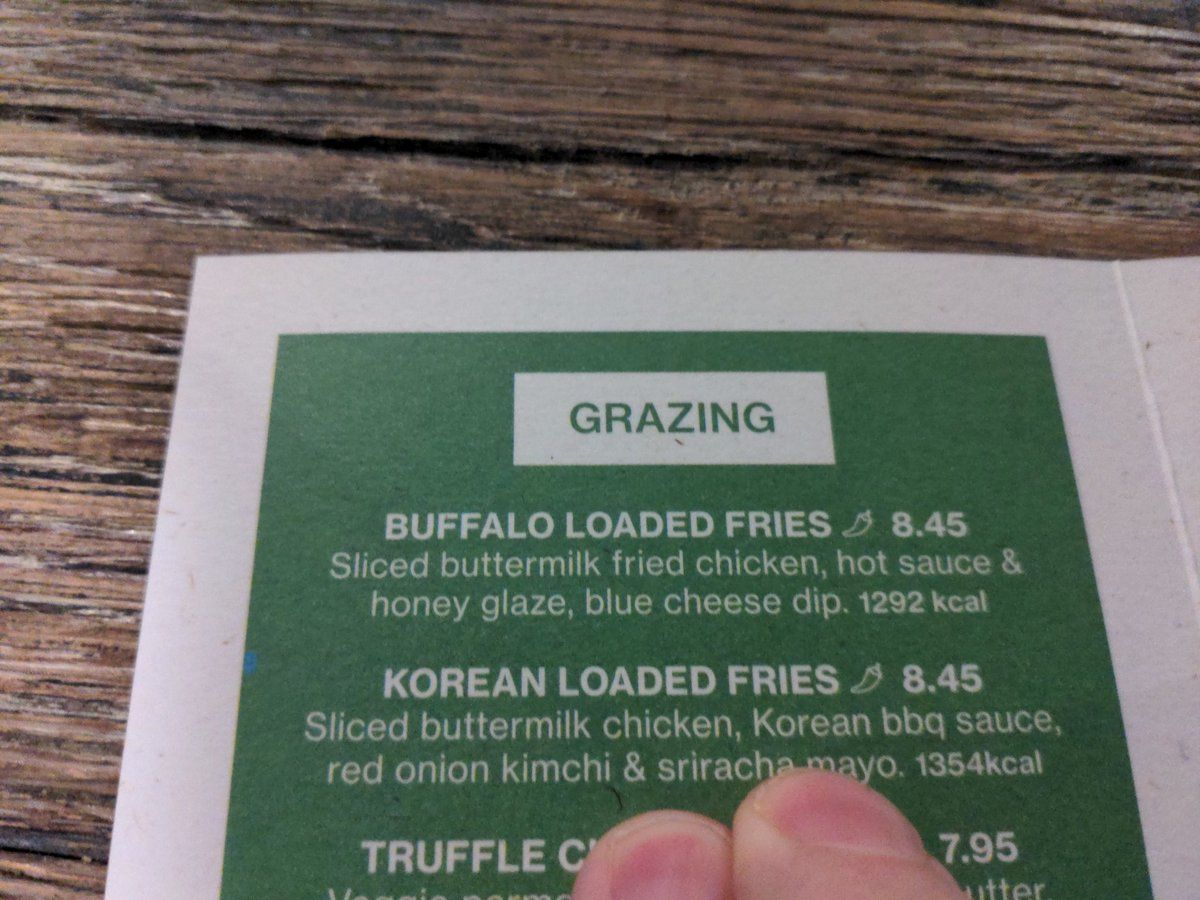 GRAZING
BUFFALO LOADED FRIES 8.45
Sliced buttermilk fried chicken, hot sauce &
honey glaze, blue cheese dip. 1292 kcal
KOREAN LOADED FRIES 8.45
Sliced buttermilk chicken, Korean bbq sauce,
red onion kimchi & sriracha mayo. 1354kcal
TRUFFLE 7.95
Veggie